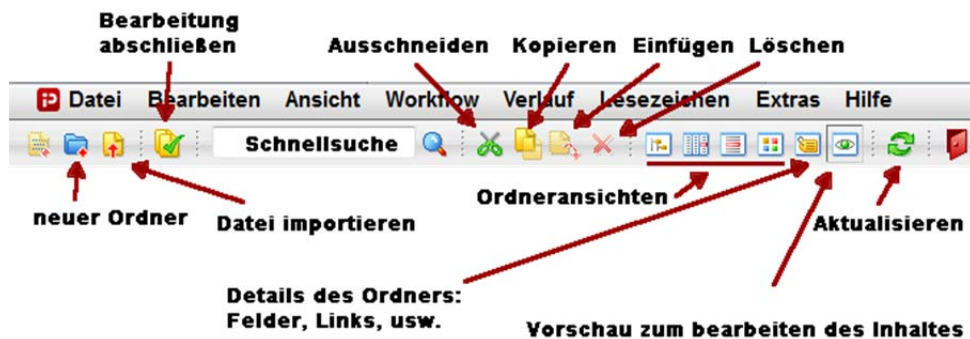 Bearbeitung
abschließen
Ausschneiden Kopieren Einfügen Löschen
Datei Bearbeiten Ansicht Workflow Verlauf Lesezeichen Extras Hilfe
Schnellsuche
Ordneransichten
neuer Ordner
Datei importieren
Aktualisieren
Details des Ordners:
Felder, Links, usw.
Vorschau zum bearbeiten des Inhaltes